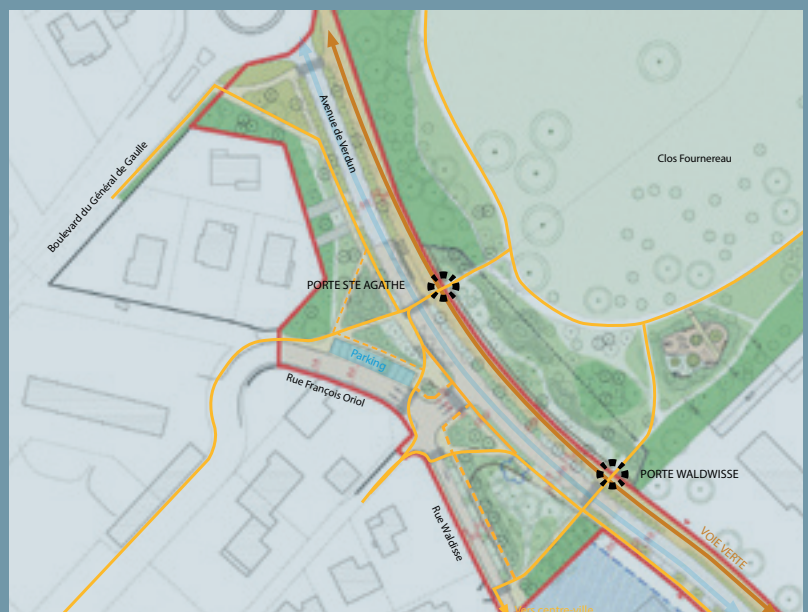 Avenue de Verdun
Boulevard du Général de Gaulle
Clos Fournereau
PORTE STE AGATHE
Parking
Rue François Oriol
PORTE WALDWISSE
Rue Waldisse
VOIE VERTE